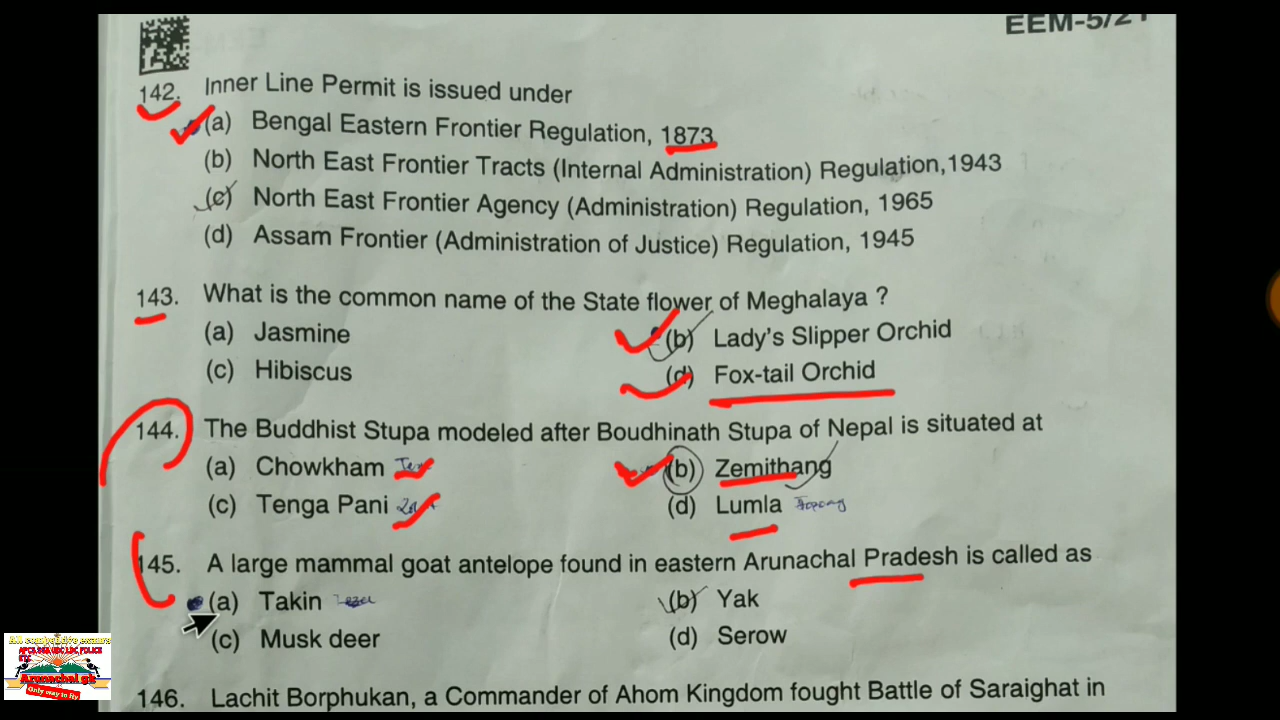 EEM-5/21
142. Inner Line Permit is issued under
(a) Bengal Eastern Frontier Regulation, 1873
(b) North East Frontier Tracts (Internal Administration) Regulation,1943
(c) North East Frontier Agency (Administration) Regulation, 1965
(d) Assam Frontier (Administration of Justice) Regulation, 1945
143. What is the common name of the State flower of Meghalaya ?
(a) Jasmine (b) Lady's Slipper Orchid
(c) Hibiscus (d) Fox-tail Orchid
144. The Buddhist Stupa modeled after Boudhinath Stupa of Nepal is situated at
(a) Chowkham (b) Zemithang
(c) Tenga Pani (d) Lumla
145. A large mammal goat antelope found in eastern Arunachal Pradesh is called as
(a) Takin (b) Yak
(c) Musk deer (d) Serow
146. Lachit Borphukan, a Commander of Ahom Kingdom fought Battle of Saraighat in
All competitive exams
Arunachal gk
Only way to fly